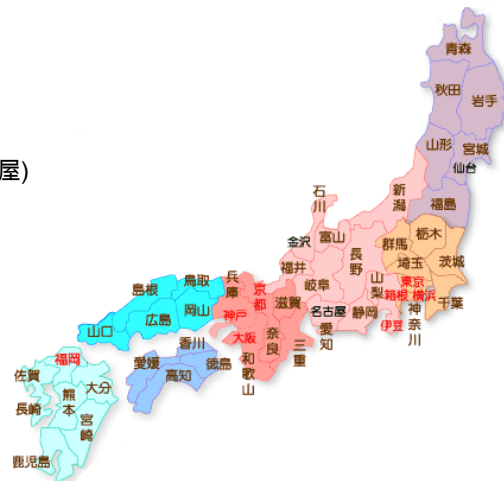 青森
秋田
岩手
山形
宮城
仙台
福島
屋)
新潟
石川
金沢
富山
福井
長野
岐阜
山梨
名古屋
静岡
愛知
群馬
栃木
埼玉
茨城
東京
箱根
横浜
千葉
神奈川
伊豆
兵庫
京都
滋賀
神戸
大阪
奈良
和歌山
三重
鳥取
島根
岡山
広島
山口
香川
愛媛
徳島
高知
福岡
佐賀
大分
長崎
熊本
宮崎
鹿児島